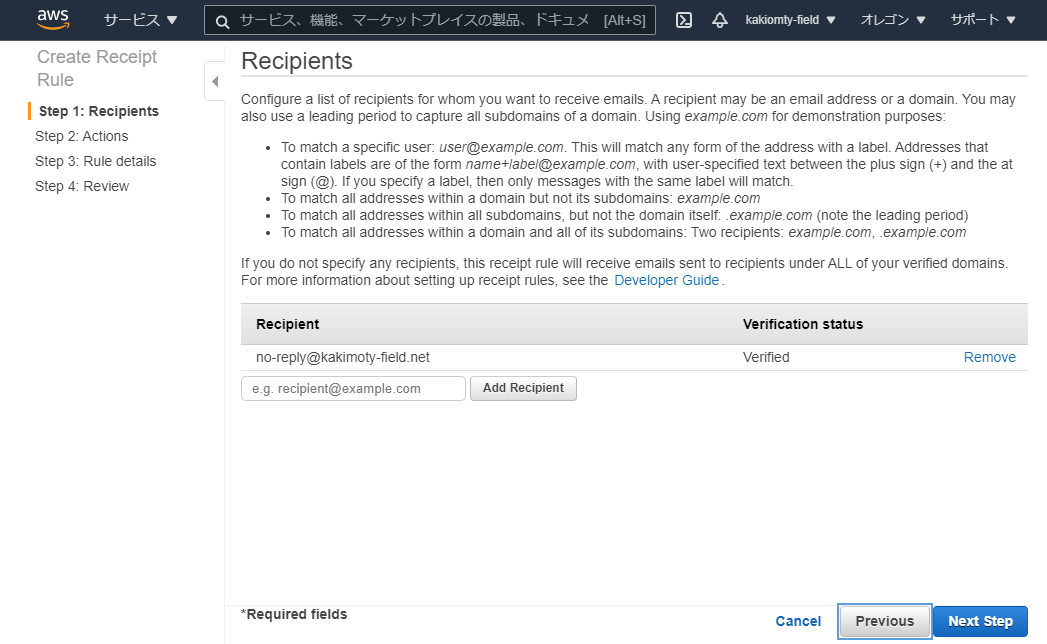 aws サービス ▼ サービス、機能、マーケットプレイスの製品、ドキュメ [Alt+S] kakiomty-field ▼ オレゴン ▼ サポート ▼
Create Receipt
Rule
Step 1: Recipients
Step 2: Actions
Step 3: Rule details
Step 4: Review
Recipients
Configure a list of recipients for whom you want to receive emails. A recipient may be an email address or a domain. You may
also use a leading period to capture all subdomains of a domain. Using example.com for demonstration purposes:
• To match a specific user: user@example.com. This will match any form of the address with a label. Addresses that
contain labels are of the form name+label@example.com, with user-specified text between the plus sign (+) and the at
sign (@). If you specify a label, then only messages with the same label will match.
• To match all addresses within a domain but not its subdomains: example.com
• To match all addresses within all subdomains, but not the domain itself: .example.com (note the leading period)
• To match all addresses within a domain and all of its subdomains: Two recipients: example.com, .example.com
If you do not specify any recipients, this receipt rule will receive emails sent to recipients under ALL of your verified domains.
For more information about setting up receipt rules, see the Developer Guide.
Recipient Verification status
no-reply@kakimoty-field.net Verified Remove
e.g. recipient@example.com Add Recipient
*Required fields
Cancel Previous Next Step